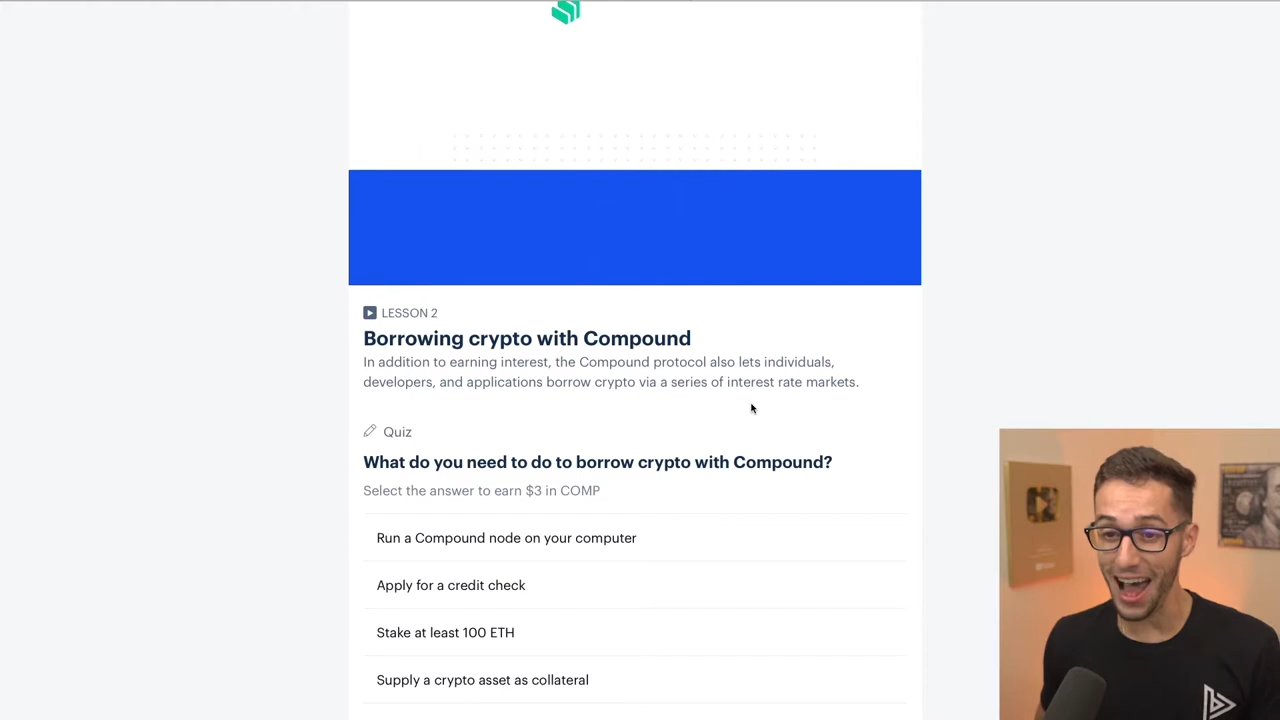 LESSON 2
Borrowing crypto with Compound
In addition to earning interest, the Compound protocol also lets individuals,
developers, and applications borrow crypto via a series of interest rate markets.
Quiz
What do you need to do to borrow crypto with Compound?
Select the answer to earn $3 in COMP
Run a Compound node on your computer
Apply for a credit check
Stake at least 100 ETH
Supply a crypto asset as collateral